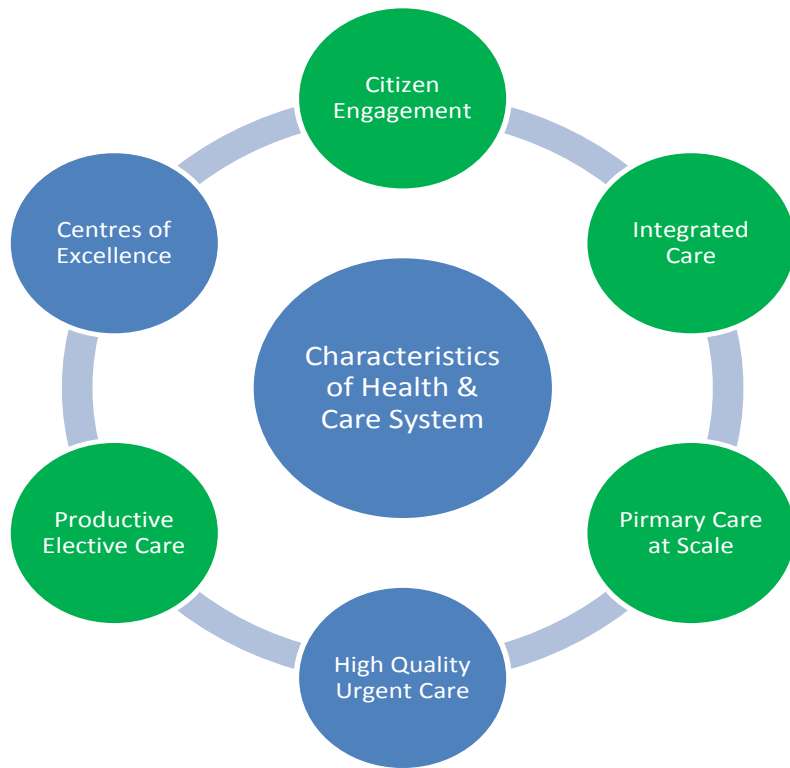 Citizen
Engagement
Integrated
Care
Pirmary Care
at Scale
High Quality
Urgent Care
Productive
Elective Care
Centres of
Excellence
Characteristics
of Health &
Care System